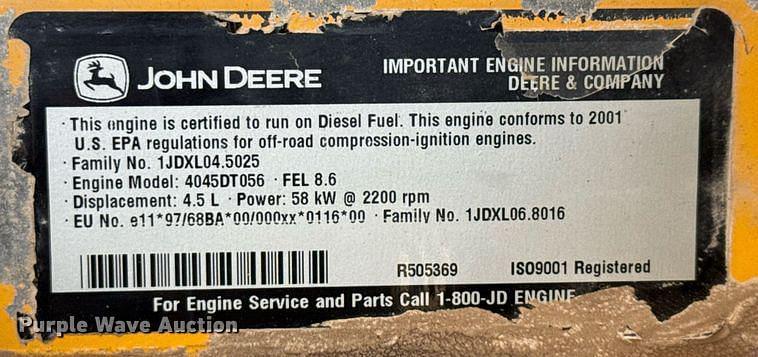 JOHN DEERE
IMPORTANT ENGINE INFORMATION
DEERE & COMPANY
· This engine is certified to run on Diesel Fuel. This engine conforms to 2001
U.S. EPA regulations for off-road compression-ignition engines.
· Family No. 1JDXL04.5025
· Engine Model: 4045DT056 · FEL 8.6
· Displacement: 4.5 L · Power: 58 kW @ 2200 rpm
· EU No. e11*97/68BA*00/000xx*0116*00 · Family No. 1JDXL06.8016
R505369 ISO9001 Registered
For Engine Service and Parts Call 1-800-JD ENGINE
Purple Wave Auction